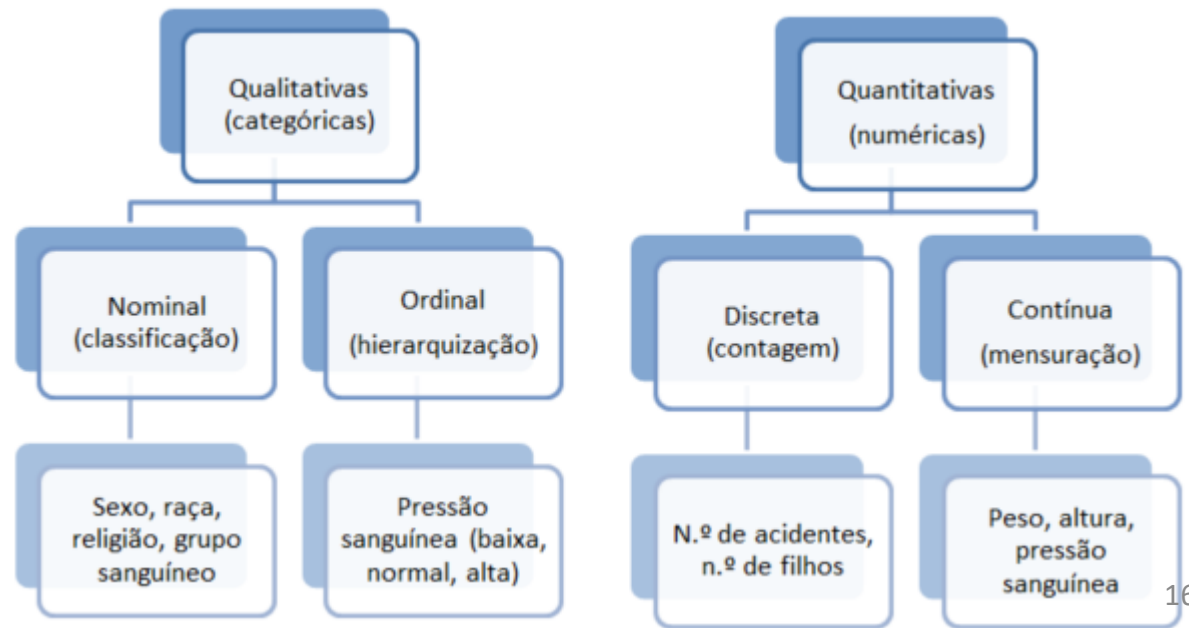 Qualitativas
(categóricas)
Quantitativas
(numéricas)
Nominal
(classificação)
Ordinal
(hierarquização)
Discreta
(contagem)
Contínua
(mensuração)
Sexo, raça,
religião, grupo
sanguíneo
Pressão
sanguínea (baixa,
normal, alta)
N.º de acidentes,
n.º de filhos
Peso, altura,
pressão
sanguínea
16